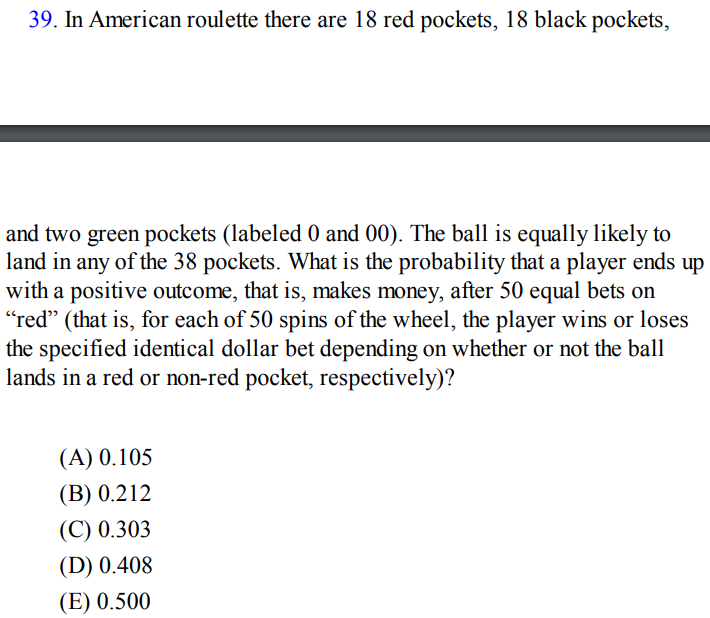 39. In American roulette there are 18 red pockets, 18 black pockets,
and two green pockets (labeled 0 and 00). The ball is equally likely to
land in any of the 38 pockets. What is the probability that a player ends up
with a positive outcome, that is, makes money, after 50 equal bets on
“red” (that is, for each of 50 spins of the wheel, the player wins or loses
the specified identical dollar bet depending on whether or not the ball
lands in a red or non-red pocket, respectively)?
(A) 0.105
(B) 0.212
(C) 0.303
(D) 0.408
(E) 0.500